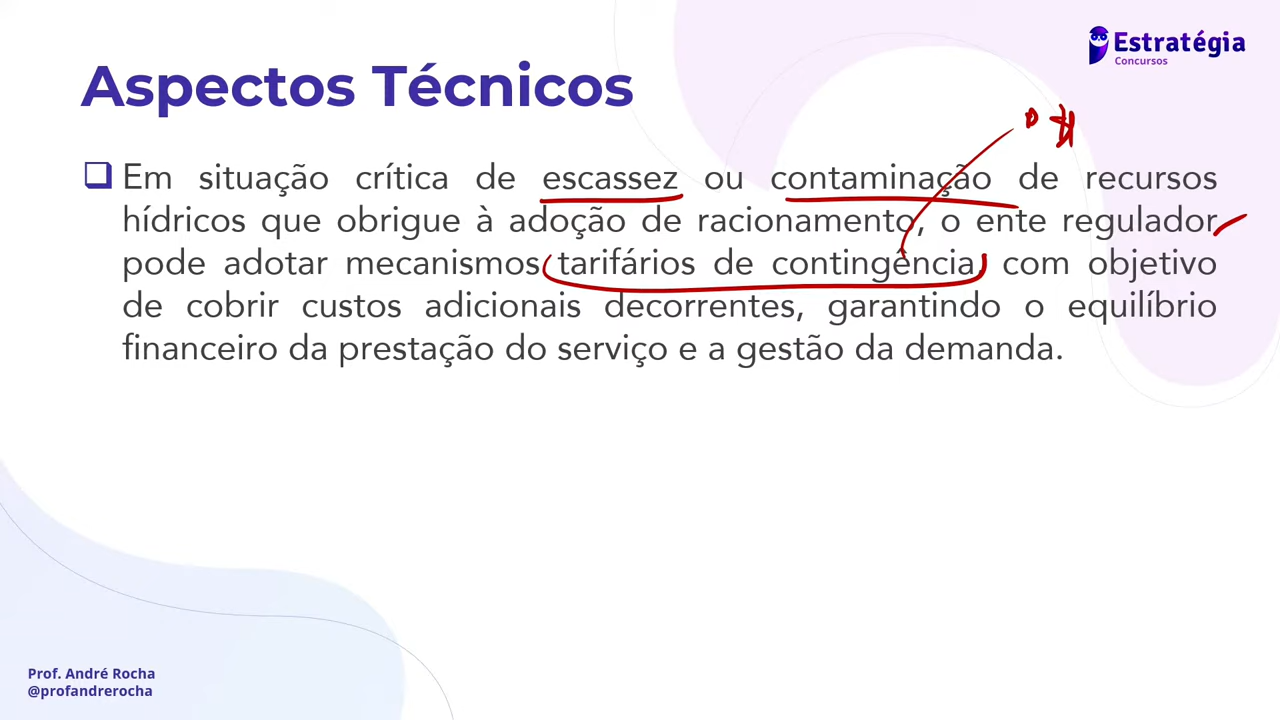 Estratégia
Concursos
Aspectos Técnicos
Em situação crítica de escassez ou contaminação de recursos
hídricos que obrigue à adoção de racionamento, o ente regulador
pode adotar mecanismos tarifários de contingência, com objetivo
de cobrir custos adicionais decorrentes, garantindo o equilíbrio
financeiro da prestação do serviço e a gestão da demanda.
Prof. André Rocha
@profandrerocha